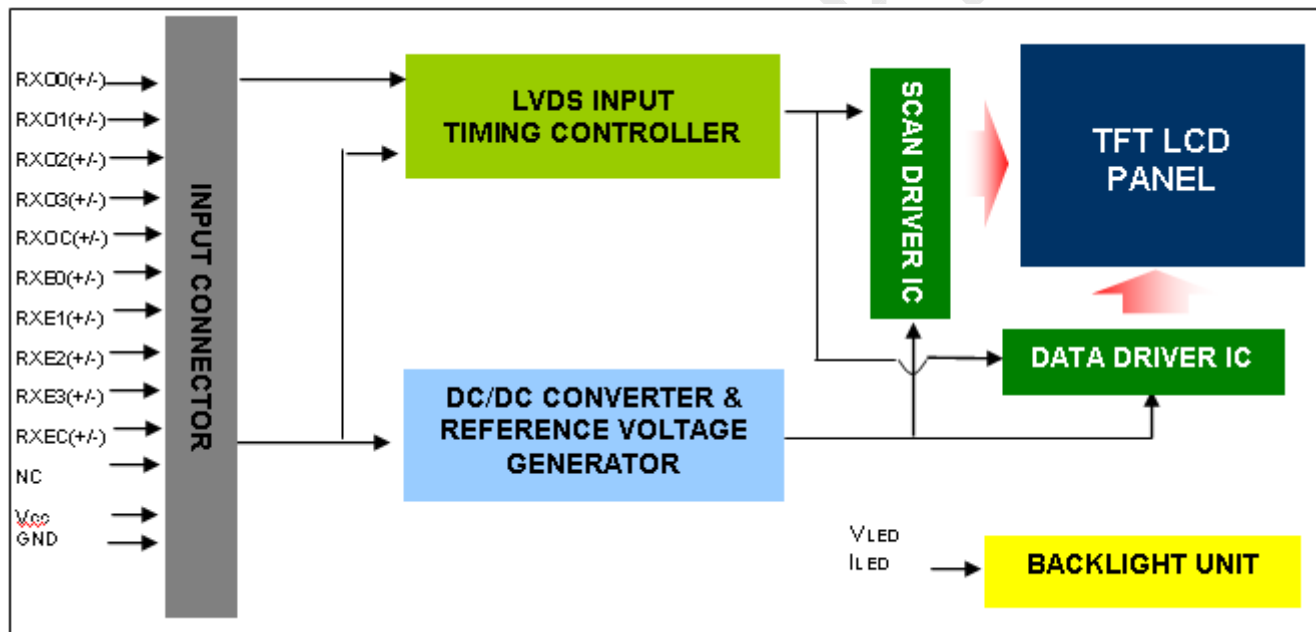 RXO0(+/-)
RXO1(+/-)
RXO2(+/-)
RXO3(+/-)
RXOC(+/-)
RXE0(+/-)
RXE1(+/-)
RXE2(+/-)
RXE3(+/-)
RXEC(+/-)
NC
Vcc
GND
INPUT CONNECTOR
LVDS INPUT
TIMING CONTROLLER
DC/DC CONVERTER &
REFERENCE VOLTAGE
GENERATOR
SCAN DRIVER IC
TFT LCD
PANEL
DATA DRIVER IC
VLED
ILED
BACKLIGHT UNIT